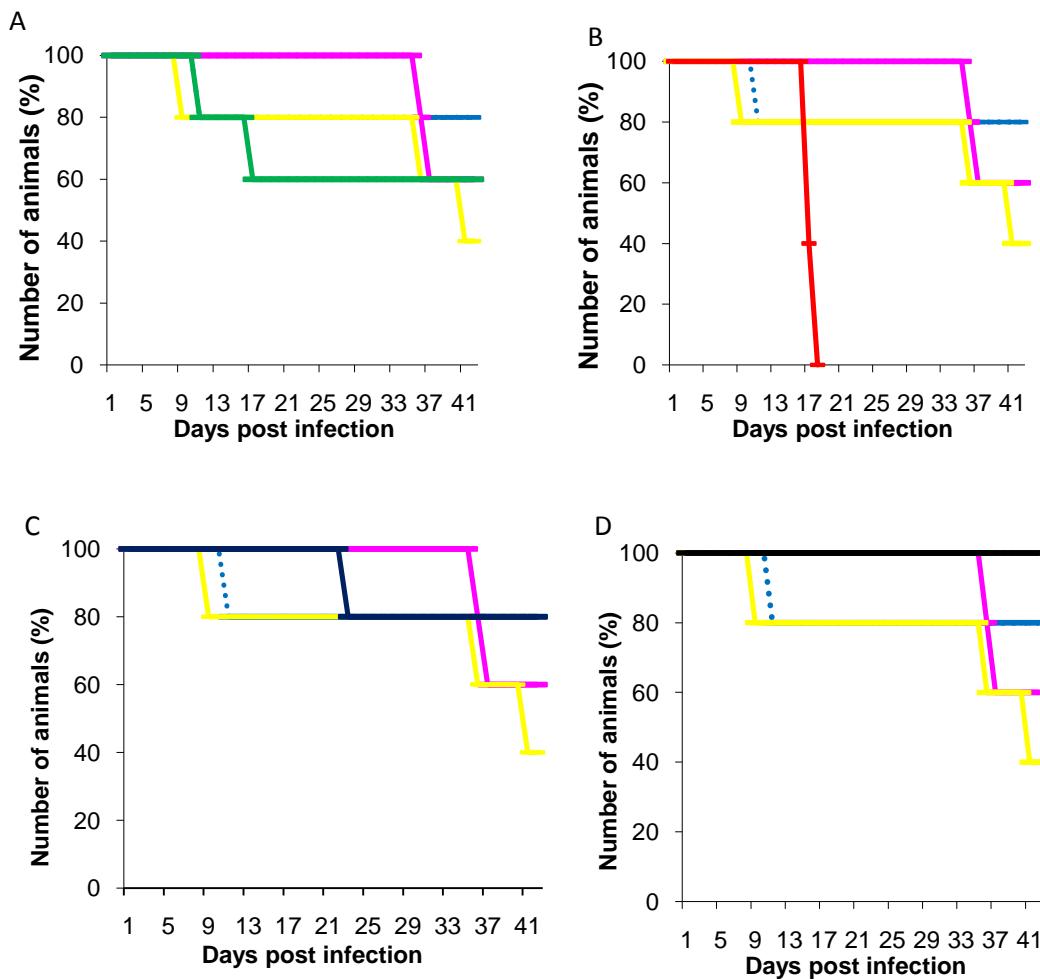 A
Number of animals (%)
100
80
60
40
20
0
1 5 9 13 17 21 25 29 33 37 41
Days post infection
B
Number of animals (%)
100
80
60
40
20
0
1 5 9 13 17 21 25 29 33 37 41
Days post infection
C
Number of animals (%)
100
80
60
40
20
0
1 5 9 13 17 21 25 29 33 37 41
Days post infection
D
Number of animals (%)
100
80
60
40
20
0
1 5 9 13 17 21 25 29 33 37 41
Days post infection